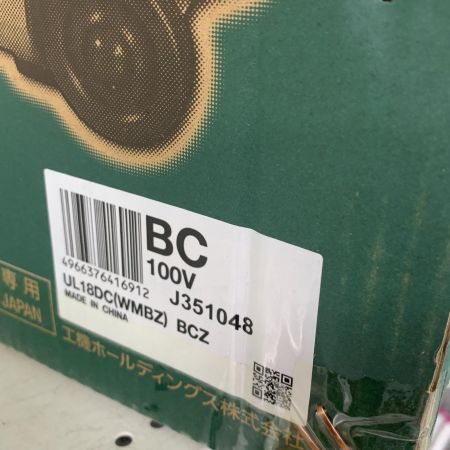 BC
100V
4966376416912
J351048
UL18DC(WMBZ) BCZ
MADE IN CHINA
専用
JAPAN
工機ホールディングス株式会社